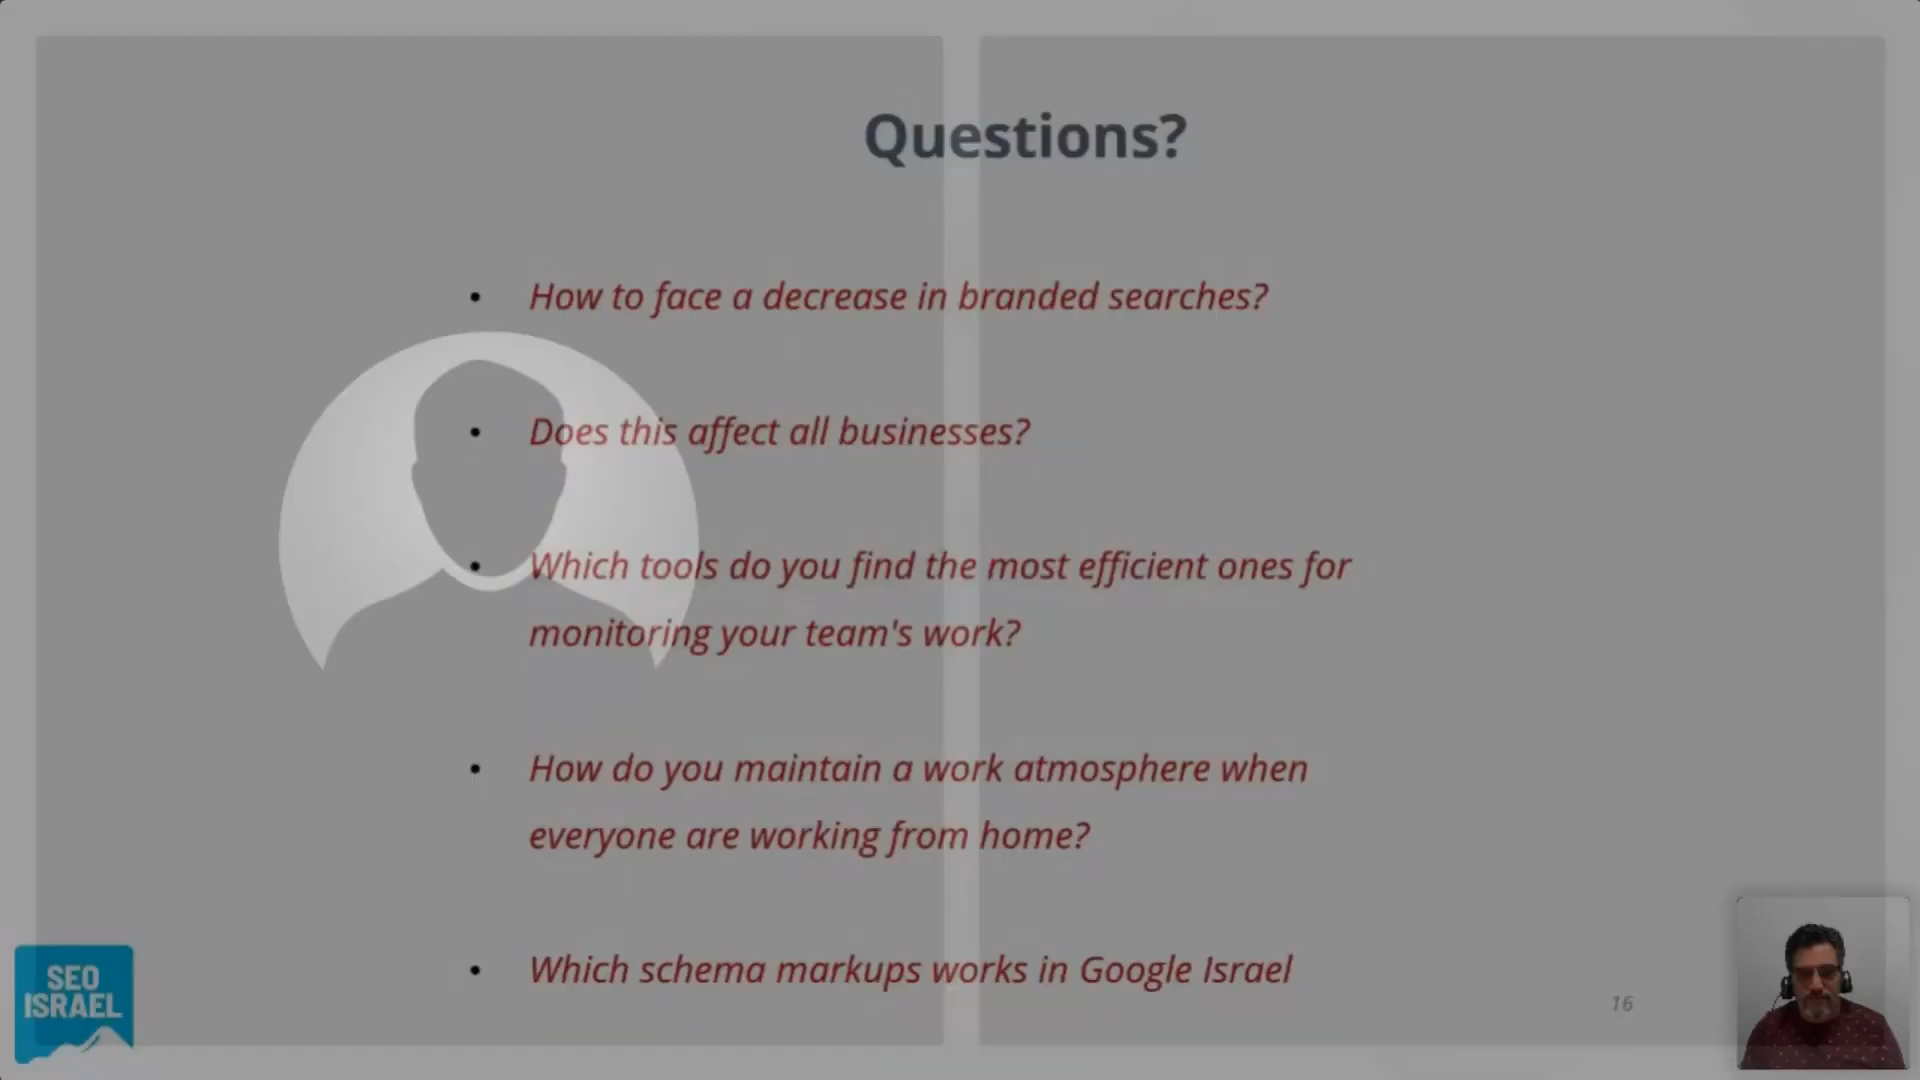 Questions?
• How to face a decrease in branded searches?
• Does this affect all businesses?
• Which tools do you find the most efficient ones for
monitoring your team's work?
• How do you maintain a work atmosphere when
everyone are working from home?
• Which schema markups works in Google Israel
16
SEO
ISRAEL